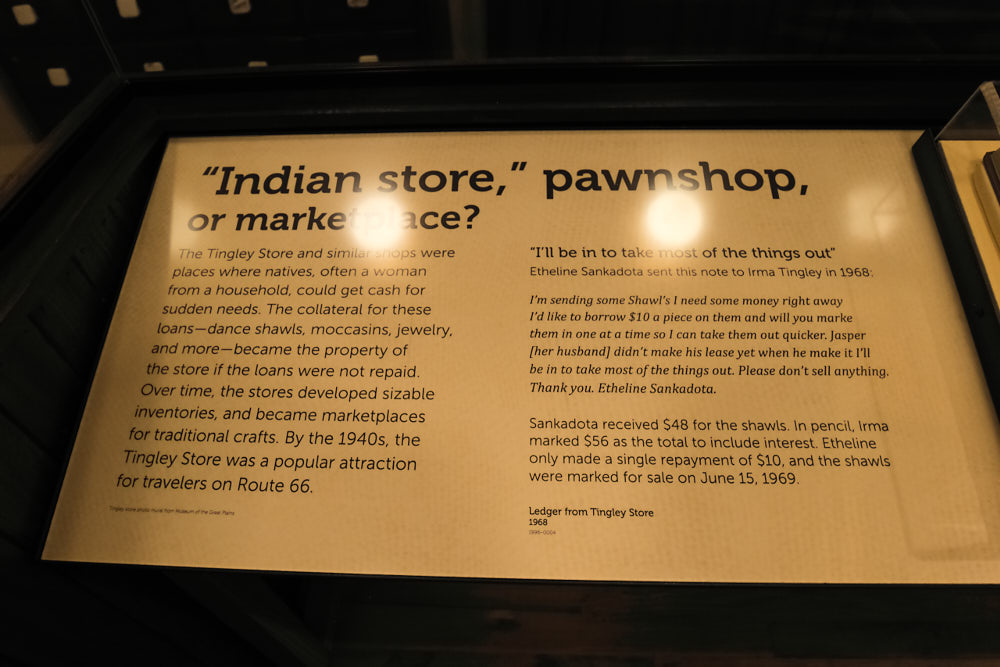 “Indian store,” pawnshop,
or marketplace?
The Tingley Store and similar shops were
places where natives, often a woman
from a household, could get cash for
sudden needs. The collateral for these
loans—dance shawls, moccasins, jewelry,
and more—became the property of
the store if the loans were not repaid.
Over time, the stores developed sizable
inventories, and became marketplaces
for traditional crafts. By the 1940s, the
Tingley Store was a popular attraction
for travelers on Route 66.
Tingley store photo mural from Museum of the Great Plains
“I’ll be in to take most of the things out”
Etheline Sankadota sent this note to Irma Tingley in 1968:
I’m sending some Shawl’s I need some money right away
I’d like to borrow $10 a piece on them and will you marke
them in one at a time so I can take them out quicker. Jasper
[her husband] didn’t make his lease yet when he make it I’ll
be in to take most of the things out. Please don’t sell anything.
Thank you. Etheline Sankadota.
Sankadota received $48 for the shawls. In pencil, Irma
marked $56 as the total to include interest. Etheline
only made a single repayment of $10, and the shawls
were marked for sale on June 15, 1969.
Ledger from Tingley Store
1968